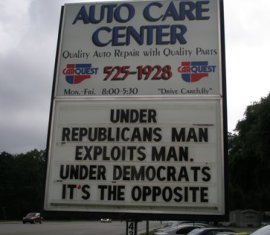 AUTO CARE
CENTER
Quality Auto Repair with Quality Parts
CARQUEST 525-1928 CARQUEST
Mon.-Fri. 8:00-5:30 "Drive Carefully"
UNDER
REPUBLICANS MAN
EXPLOITS MAN.
UNDER DEMOCRATS
IT'S THE OPPOSITE